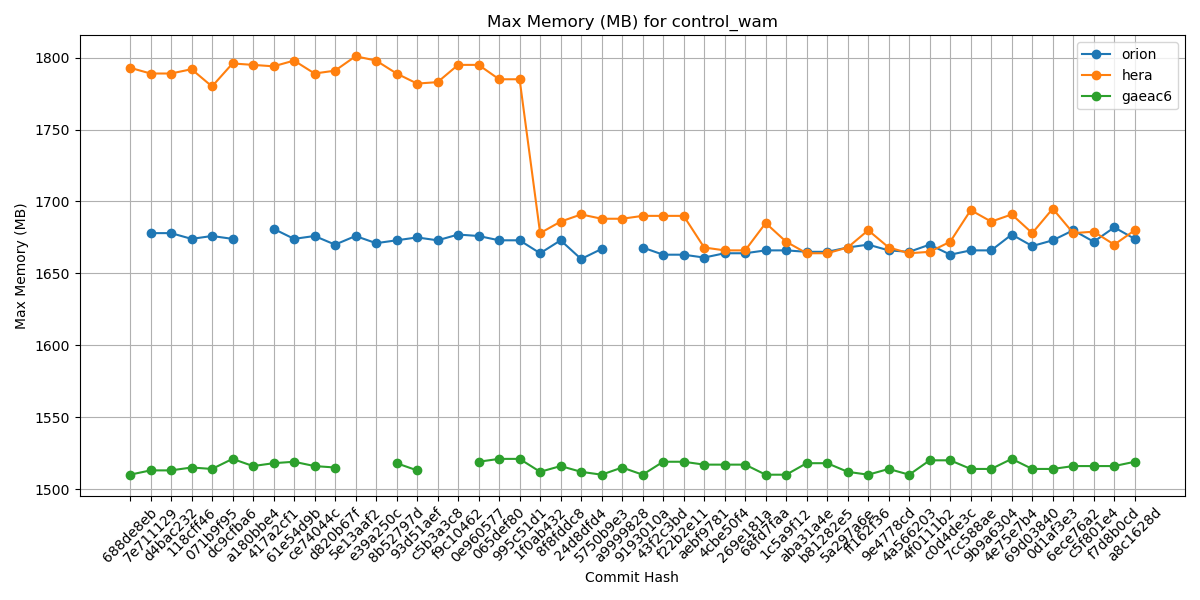 Max Memory (MB) for control_wam
orion
hera
gaeac6
Max Memory (MB)
1800
1750
1700
1650
1600
1550
1500
688de8eb
7e711129
d4bac232
118cff46
071b9f95
dc9cfba6
a180bbe4
417a2cf1
61e54d9b
ce74044c
d820b67f
5e13aaf2
e39a250c
8b52797d
93d51aef
c5b3a3c8
f9c10462
0e960577
065def80
995c51d1
1f0ab432
8f8fddc8
24d8dfd4
5750b9e3
a9999828
9193010a
43f2c3bd
f22b2e11
aebf9781
4cbe50f4
269e181a
68fd7faa
1c5a9f12
aba31a4e
b81282e5
5a297a6e
ff162f36
9e4778cd
4a566203
4f0111b2
c0d4de3c
7cc588ae
9b9a6304
4e75e7b4
69d03840
0d1af3e3
6ece76a2
c5f801e4
f7d8b0cd
a8c1628d
Commit Hash